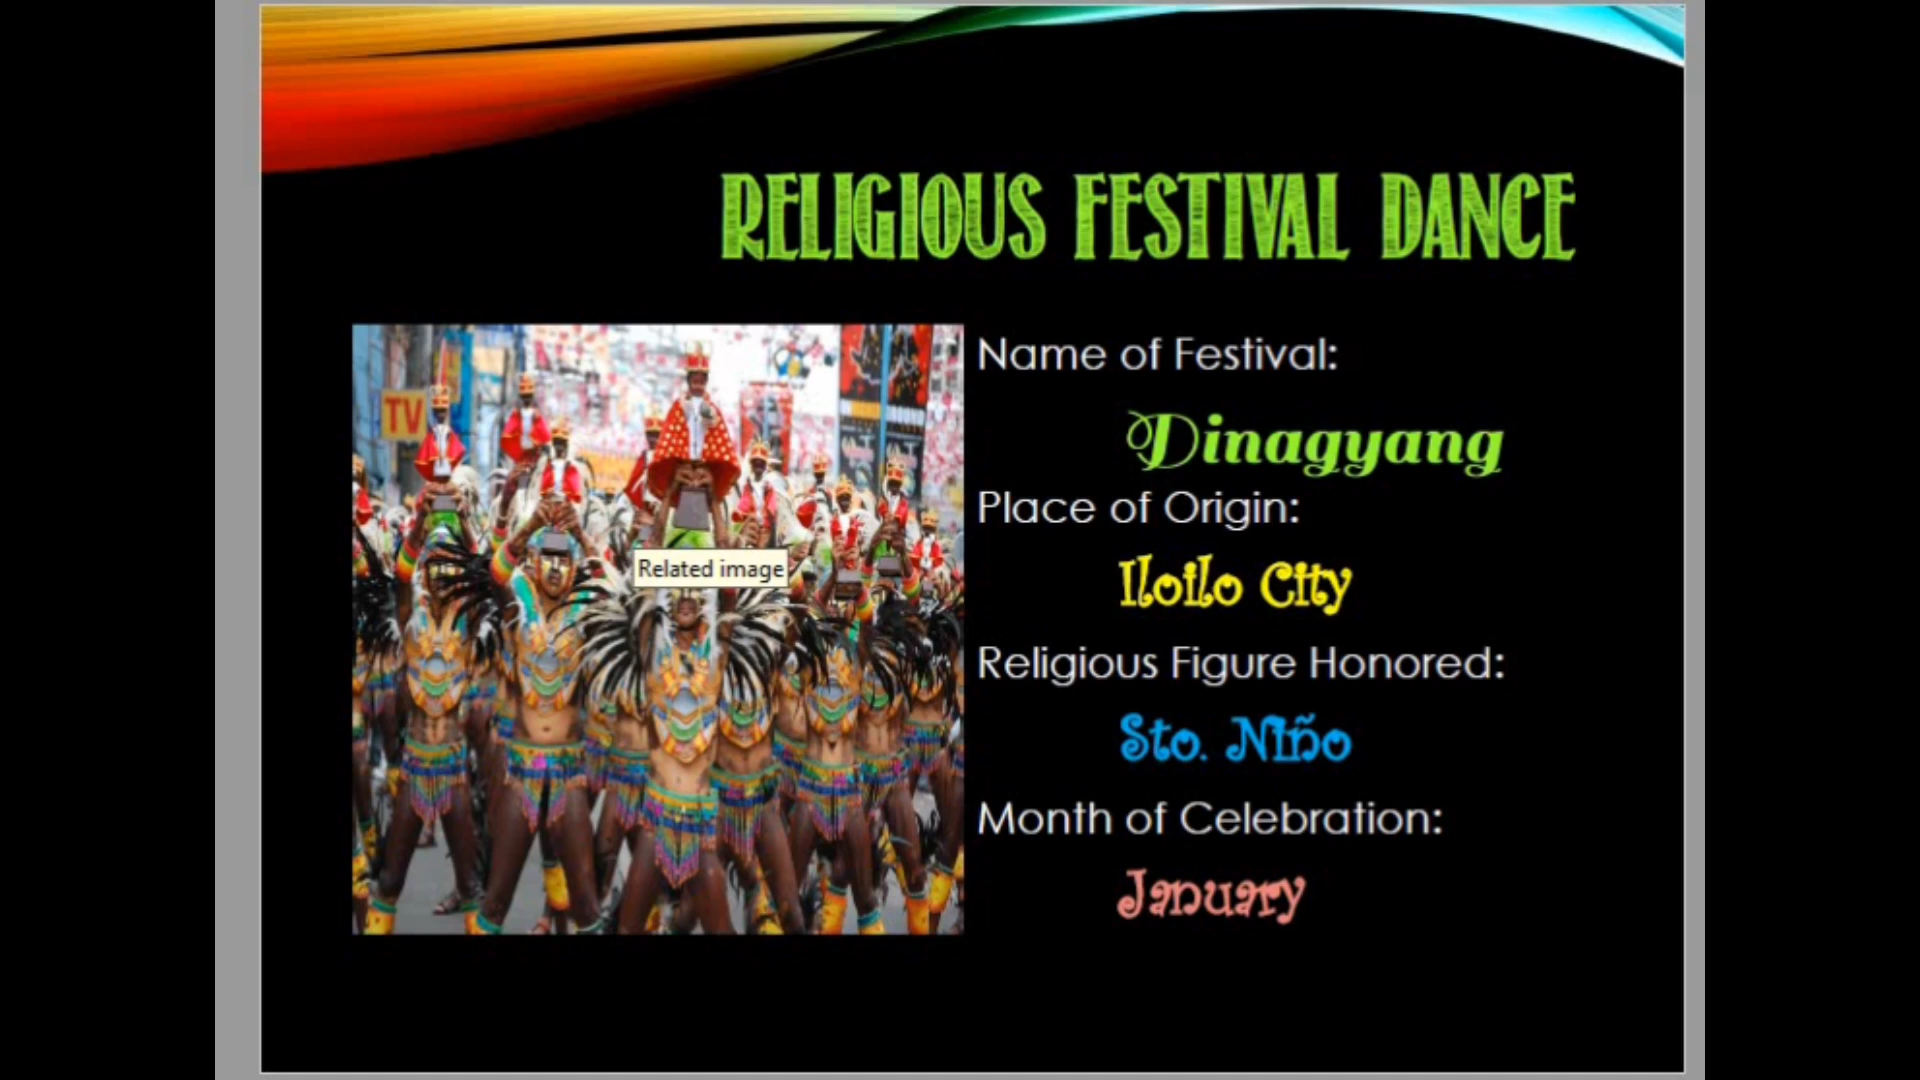 RELIGIOUS FESTIVAL DANCE
Name of Festival:
Dinagyang
Place of Origin:
Iloilo City
Religious Figure Honored:
Sto. Niño
Month of Celebration:
January
TV
Related image